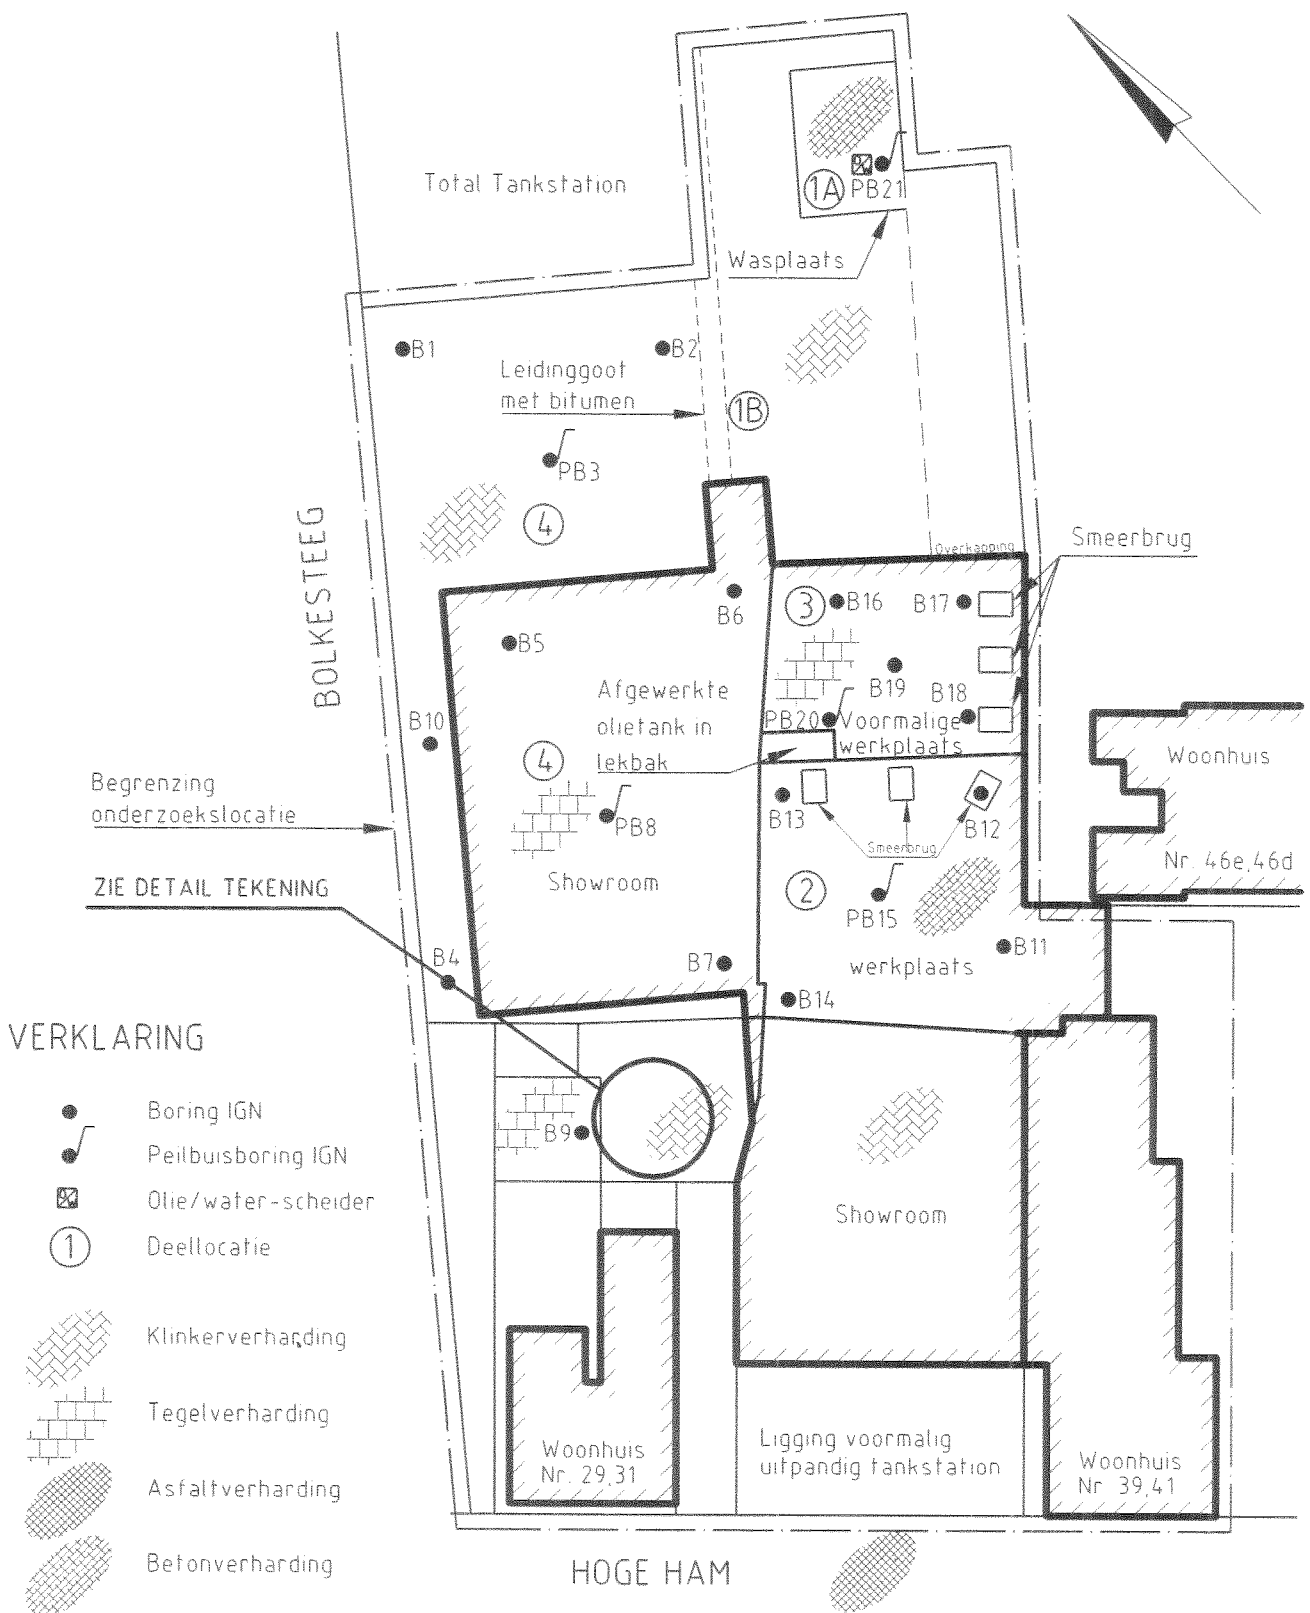 Total Tankstation
1A
PB21
Wasplaats
B1
B2
Leidinggoot
met bitumen
1B
PB3
4
BOLKESTEEG
Overkapping
Smeerbrug
3
B16
B17
B6
B5
B19
B18
Afgewerkte
olietank in
lekbak
PB20
Voormalige
werkplaats
B10
4
Woonhuis
Nr. 46e,46d
Begrenzing
onderzoekslocatie
B13
B12
PB8
Smeerbrug
Showroom
2
PB15
ZIE DETAIL TEKENING
B4
B7
werkplaats
B11
B14
VERKLARING
Boring IGN
Peilbuisboring IGN
Olie/water-scheider
1
Deellocatie
Klinkerverharding
Tegelverharding
Asfaltverharding
Betonverharding
B9
Showroom
Woonhuis
Nr. 29,31
Ligging voormalig
uitpandig tankstation
Woonhuis
Nr 39,41
HOGE HAM